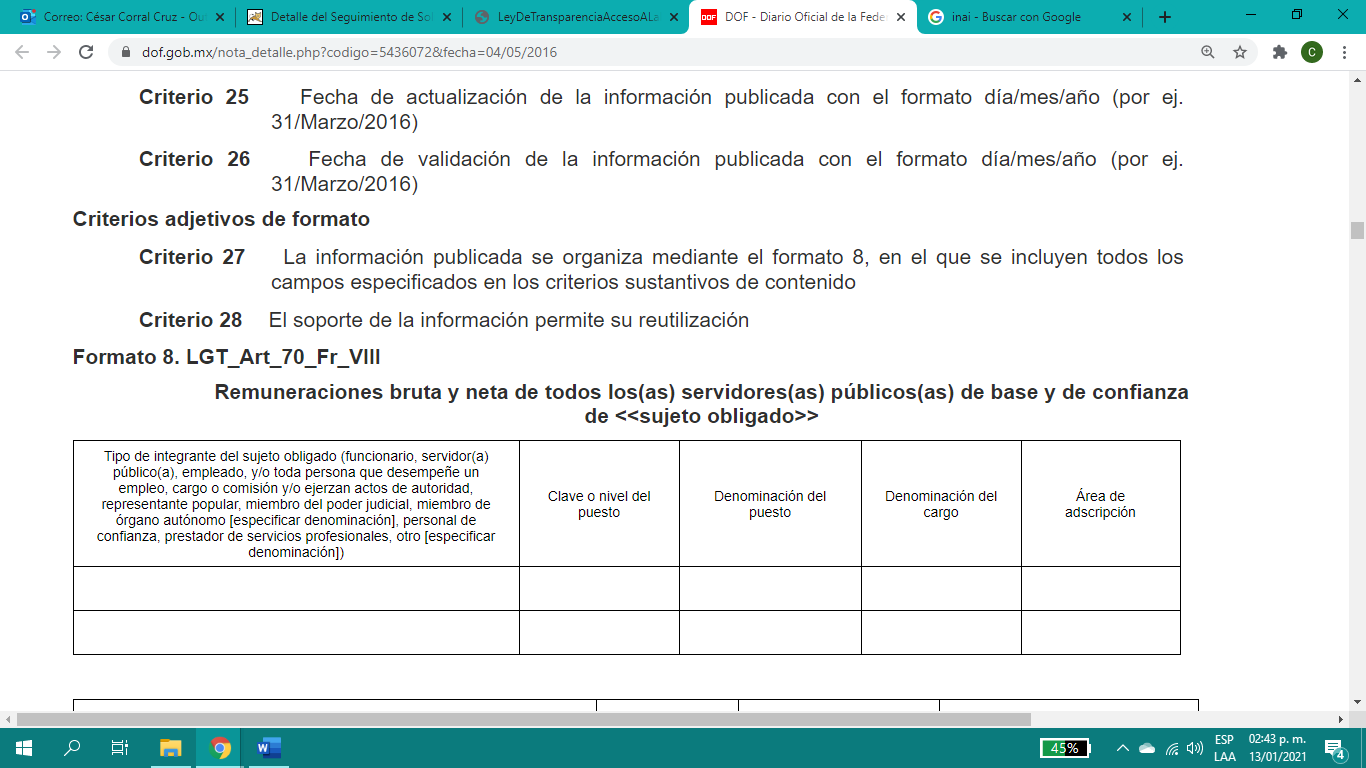 Correo: César Corral Cruz - Ou
Detalle del Seguimiento de Sol
LeyDeTransparenciaAccesoALa
DOF - Diario Oficial de la Fede
inai - Buscar con Google
dof.gob.mx/nota_detalle.php?codigo=5436072&fecha=04/05/2016
C
Criterio 25 Fecha de actualización de la información publicada con el formato día/mes/año (por ej.
31/Marzo/2016)
Criterio 26 Fecha de validación de la información publicada con el formato día/mes/año (por ej.
31/Marzo/2016)
Criterios adjetivos de formato
Criterio 27 La información publicada se organiza mediante el formato 8, en el que se incluyen todos los
campos especificados en los criterios sustantivos de contenido
Criterio 28 El soporte de la información permite su reutilización
Formato 8. LGT_Art_70_Fr_VIII
Remuneraciones bruta y neta de todos los(as) servidores(as) públicos(as) de base y de confianza
de <<sujeto obligado>>
Tipo de integrante del sujeto obligado (funcionario, servidor(a)
público(a), empleado, y/o toda persona que desempeñe un
empleo, cargo o comisión y/o ejerzan actos de autoridad,
representante popular, miembro del poder judicial, miembro de
órgano autónomo [especificar denominación], personal de
confianza, prestador de servicios profesionales, otro [especificar
denominación])
Clave o nivel del
puesto
Denominación del
puesto
Denominación del
cargo
Área de
adscripción
45%
ESP
LAA
02:43 p. m.
13/01/2021
4